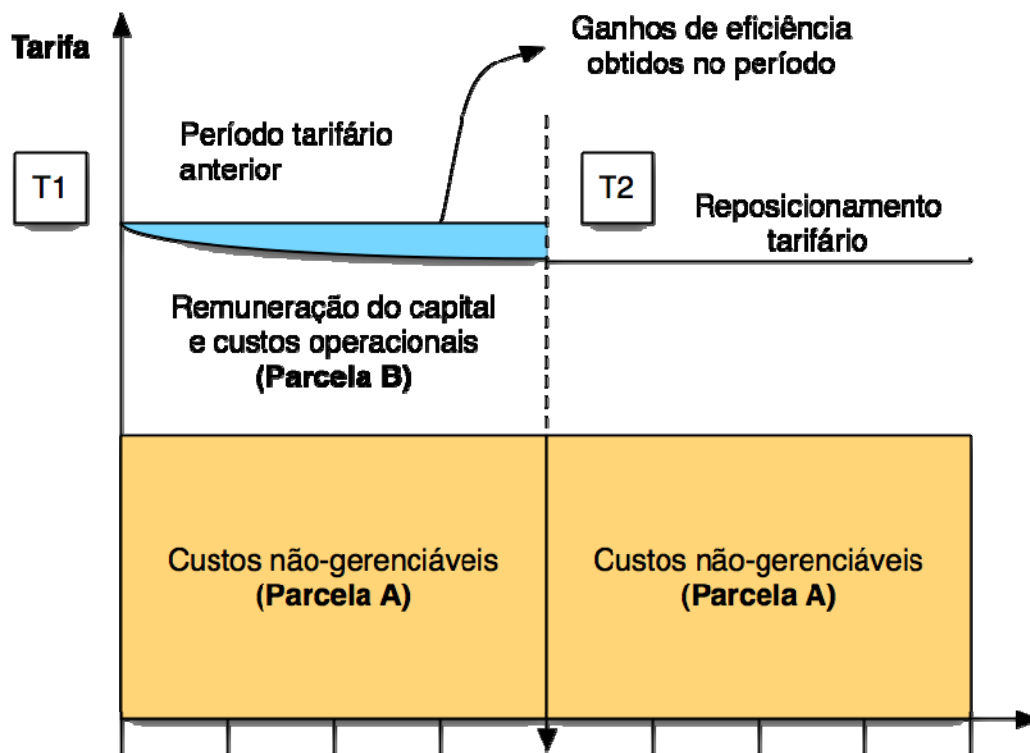 Tarifa
Ganhos de eficiência
obtidos no período
Período tarifário
anterior
T1
T2
Reposicionamento
tarifário
Remuneração do capital
e custos operacionais
(Parcela B)
Custos não-gerenciáveis
(Parcela A)
Custos não-gerenciáveis
(Parcela A)